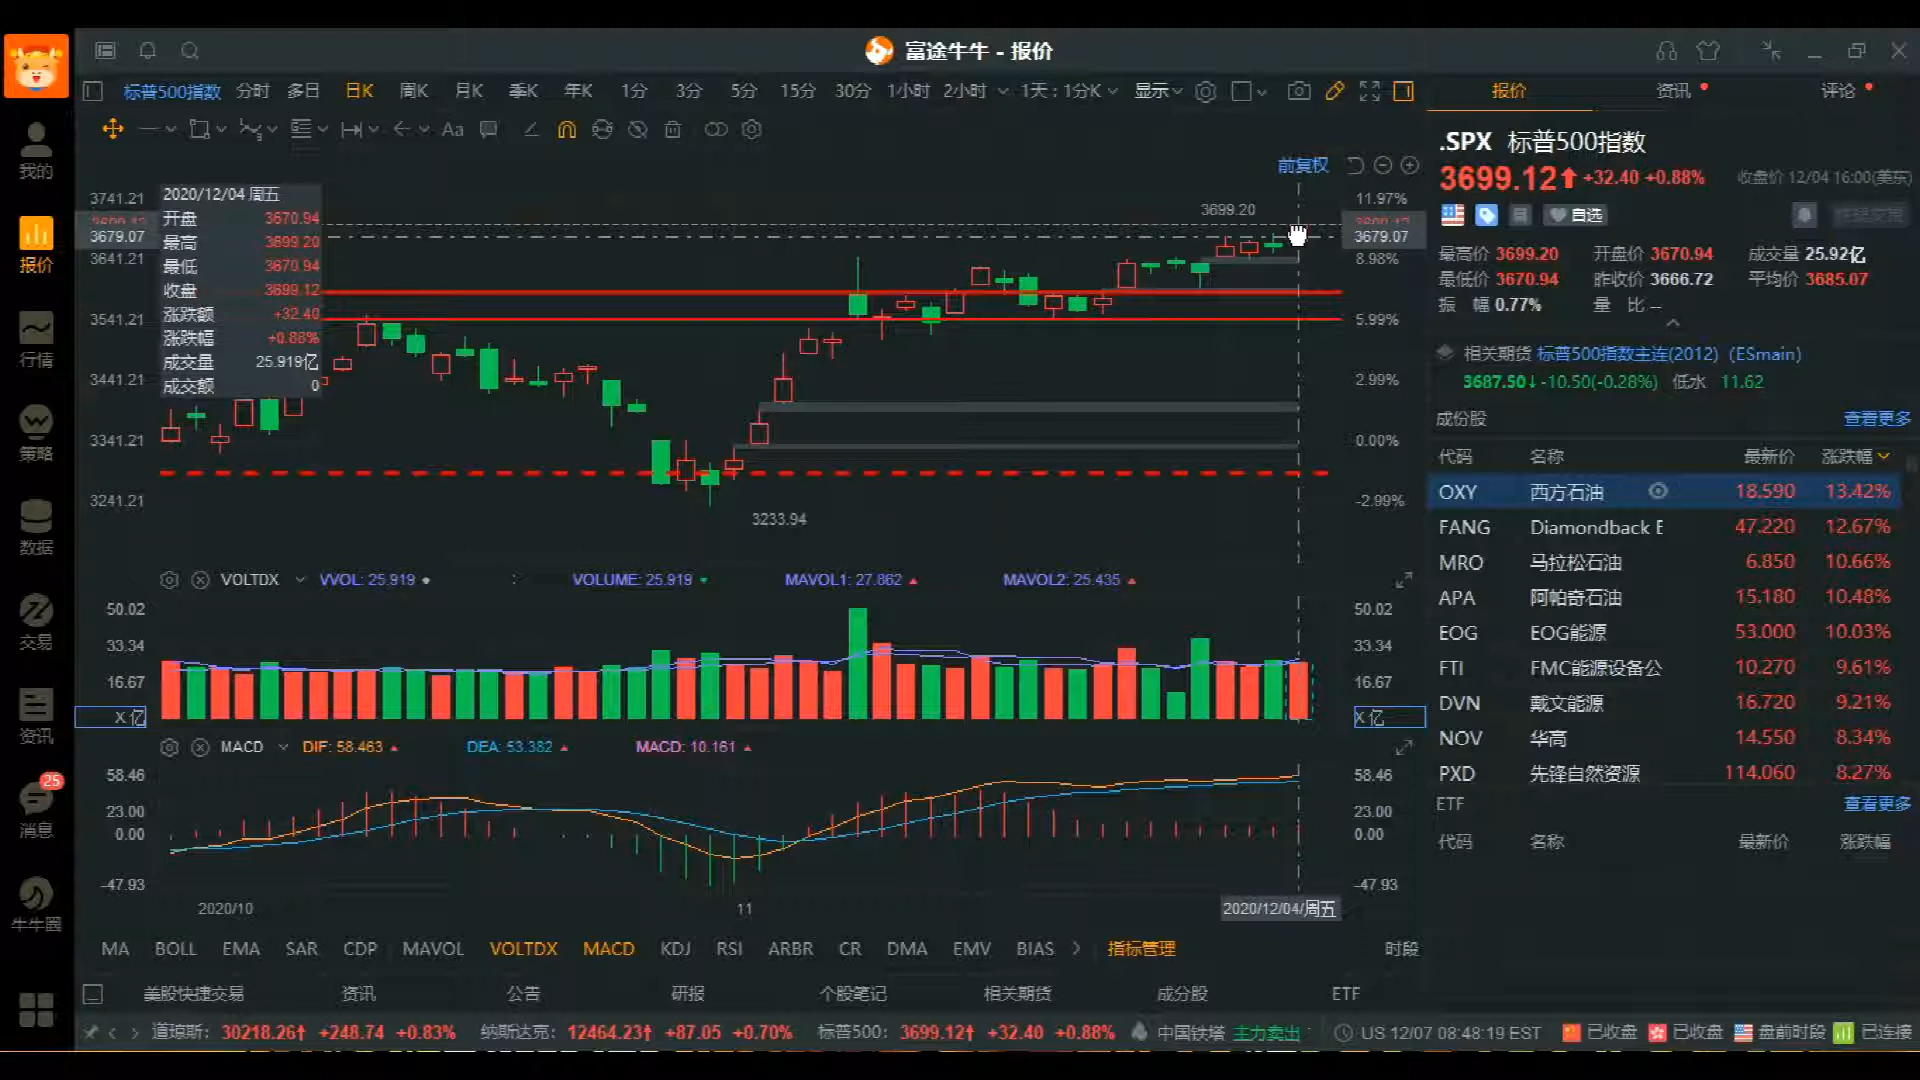 富途牛牛 - 报价
标普500指数 分时 多日 日K 周K 月K 季K 年K 1分 3分 5分 15分 30分 1小时 2小时 1天 : 1分K 显示
报价 资讯 评论
Aa
前复权
我的
报价
行情
策略
数据
交易
资讯
25
消息
牛牛圈
.SPX 标普500指数
3699.12 +32.40 +0.88% 收盘价 12/04 16:00(美东)
自选
最高价 3699.20 开盘价 3670.94 成交量 25.92亿
最低价 3670.94 昨收价 3666.72 平均价 3685.07
振 幅 0.77% 量 比 --
相关期货 标普500指数主连(2012) (ESmain)
3687.50↓ -10.50(-0.28%) 低水 11.62
成份股 查看更多
代码 名称 最新价 涨跌幅
OXY 西方石油 18.590 13.42%
FANG Diamondback E 47.220 12.67%
MRO 马拉松石油 6.850 10.66%
APA 阿帕奇石油 15.180 10.48%
EOG EOG能源 53.000 10.03%
FTI FMC能源设备公 10.270 9.61%
DVN 戴文能源 16.720 9.21%
NOV 华高 14.550 8.34%
PXD 先锋自然资源 114.060 8.27%
ETF 查看更多
代码 名称 最新价 涨跌幅
2020/12/04 周五
开盘 3670.94
最高 3699.20
最低 3670.94
收盘 3699.12
涨跌额 +32.40
涨跌幅 +0.88%
成交量 25.919亿
成交额 0
3741.21 11.97%
3679.07 3679.07
3641.21 8.98%
3541.21 5.99%
3441.21 2.99%
3341.21 0.00%
3241.21 -2.99%
3699.20
3233.94
VOLTDX VVOL: 25.919 : VOLUME: 25.919 MAVOL1: 27.862 MAVOL2: 25.435
50.02 50.02
33.34 33.34
16.67 16.67
X 亿 X 亿
MACD DIF: 58.463 DEA: 53.382 MACD: 10.161
58.46 58.46
23.00 23.00
0.00 0.00
-47.93 -47.93
2020/10 11 2020/12/04/周五
MA BOLL EMA SAR CDP MAVOL VOLTDX MACD KDJ RSI ARBR CR DMA EMV BIAS 指标管理 时段
美股快捷交易 资讯 公告 研报 个股笔记 相关期货 成分股 ETF
道琼斯: 30218.26↑ +248.74 +0.83% 纳斯达克: 12464.23↑ +87.05 +0.70% 标普500: 3699.12↑ +32.40 +0.88% 中国铁塔 主力卖出 US 12/07 08:48:19 EST 已收盘 已收盘 盘前时段 已连接